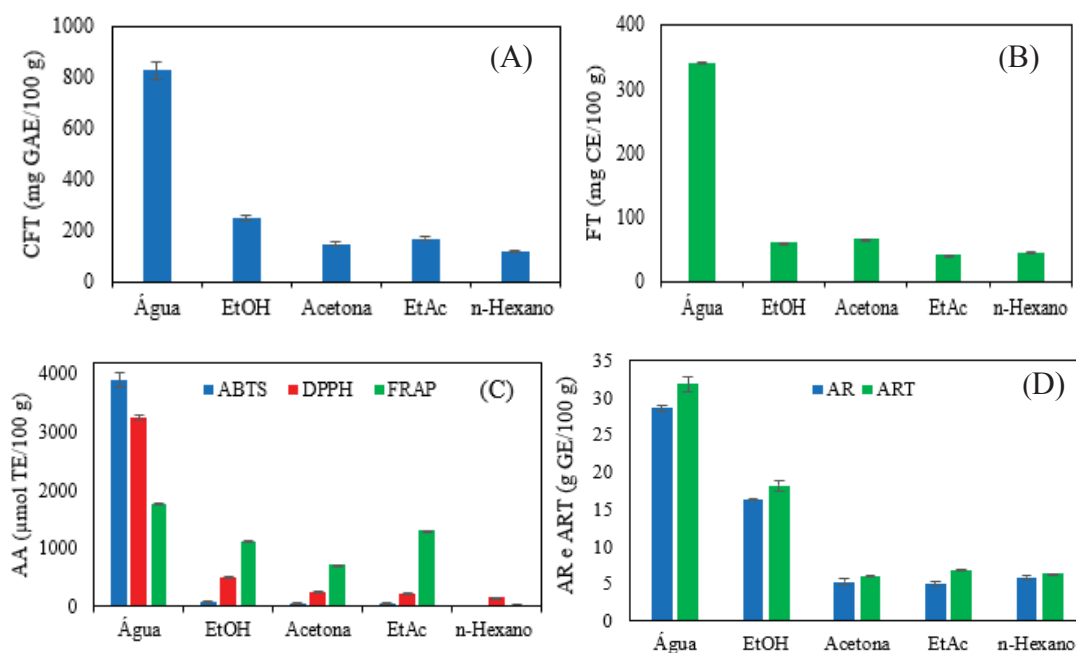 (A)
CFT (mg GAE/100 g)
1000
800
600
400
200
0
Água EtOH Acetona EtAc n-Hexano
(B)
FT (mg CE/100 g)
400
300
200
100
0
Água EtOH Acetona EtAc n-Hexano
(C)
ABTS DPPH FRAP
AA (µmol TE/100 g)
4000
3000
2000
1000
0
Água EtOH Acetona EtAc n-Hexano
(D)
AR ART
AR e ART (g GE/100 g)
35
30
25
20
15
10
5
0
Água EtOH Acetona EtAc n-Hexano